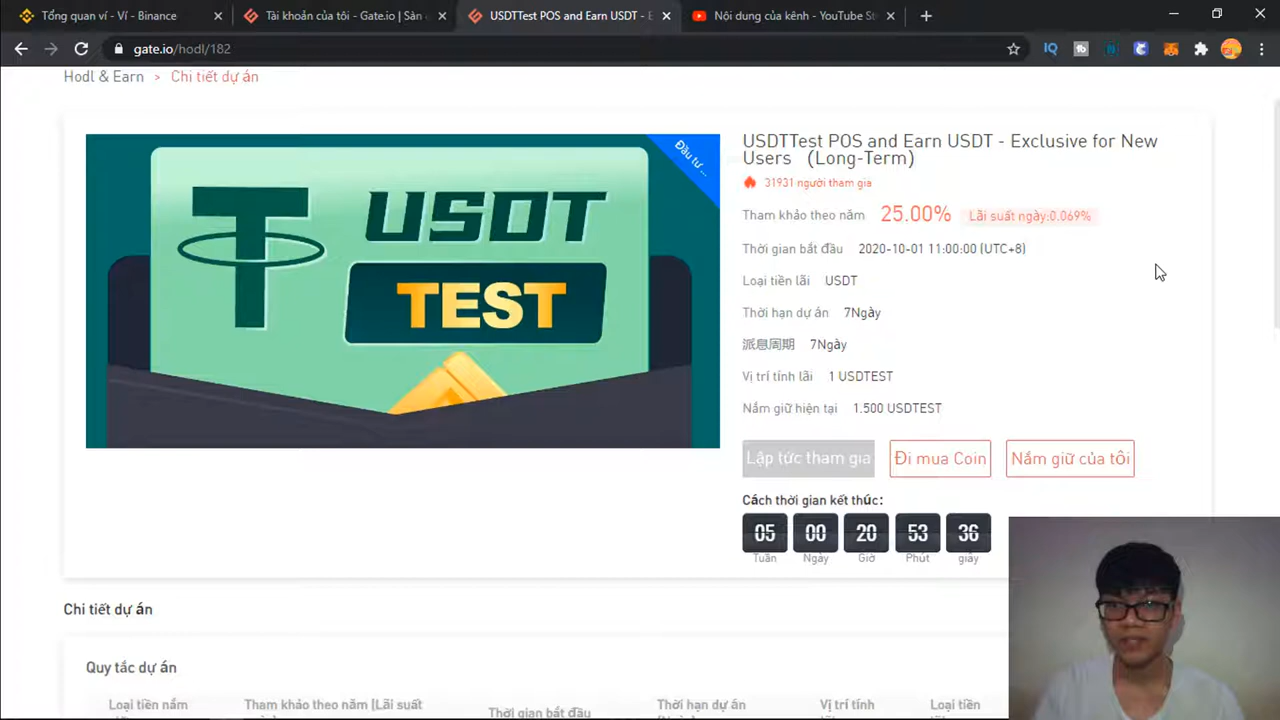 Tổng quan ví - Ví - Binance
Tài khoản của tôi - Gate.io | Sàn
USDTTest POS and Earn USDT - E
Nội dung của kênh - YouTube St
gate.io/hodl/182
Hodl & Earn > Chi tiết dự án
Đầu tư ...
USDT
TEST
USDTTest POS and Earn USDT - Exclusive for New
Users (Long-Term)
31931 người tham gia
Tham khảo theo năm 25.00% Lãi suất ngày:0.069%
Thời gian bắt đầu 2020-10-01 11:00:00 (UTC+8)
Loại tiền lãi USDT
Thời hạn dự án 7Ngày
派息周期 7Ngày
Vị trí tính lãi 1 USDTEST
Nắm giữ hiện tại 1.500 USDTEST
Lập tức tham gia Đi mua Coin Nắm giữ của tôi
Cách thời gian kết thúc:
05 00 20 53 36
Tuần Ngày Giờ Phút giây
Chi tiết dự án
Quy tắc dự án
Loại tiền nắm Tham khảo theo năm [Lãi suất Thời gian bắt đầu Thời hạn dự án Vị trí tính Loại tiền